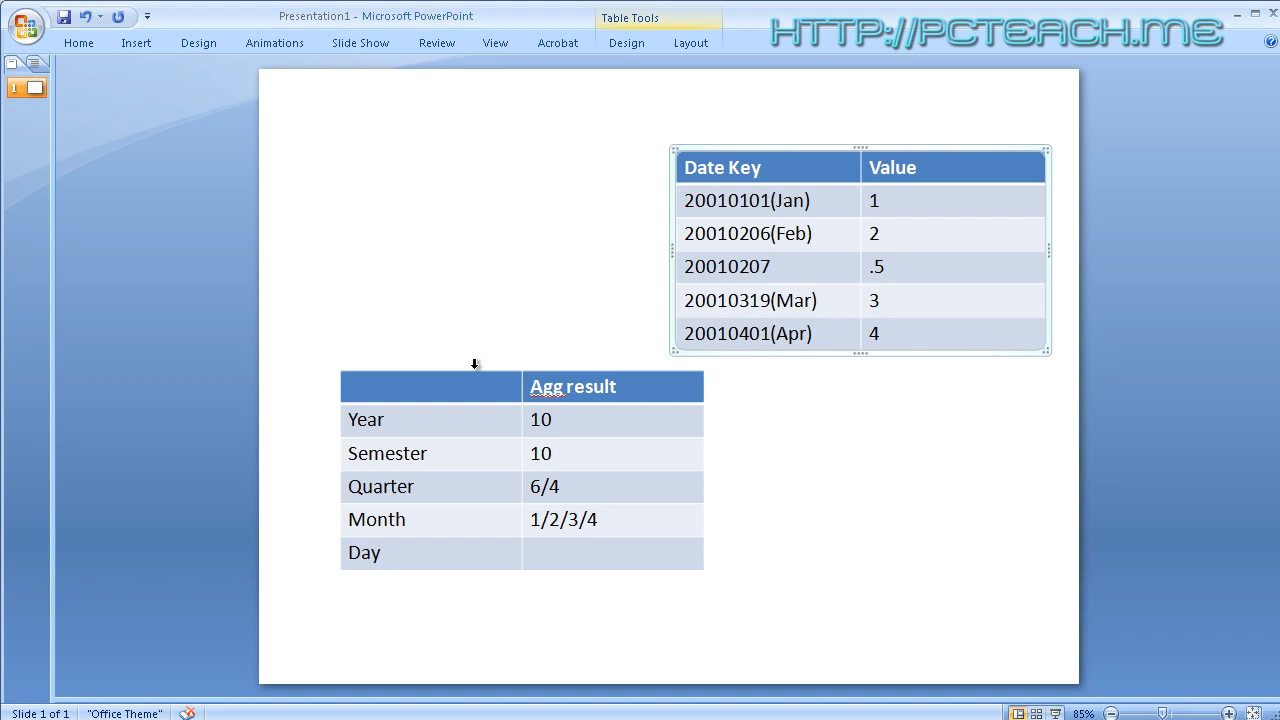 Presentation1 - Microsoft PowerPoint
Table Tools
HTTP://PCTEACH.ME
Home Insert Design Animations Slide Review View Acrobat Design Layout
1
Date Key Value
20010101(Jan) 1
20010206(Feb) 2
20010207 .5
20010319(Mar) 3
20010401(Apr) 4
Agg result
Year 10
Semester 10
Quarter 6/4
Month 1/2/3/4
Day
Slide 1 of 1 "Office Theme" 85%